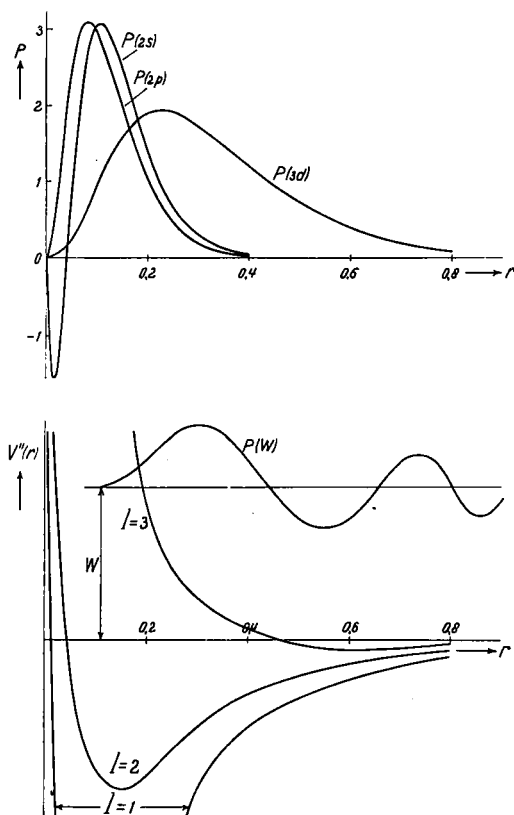 3
P
P(2s)
P(2p)
2
P(3d)
1
0
0,2
0,4
0,6
0,8
r
-1
V"(r)
P(W)
l=3
W
0,2
0,4
0,6
0,8
r
l=2
l=1